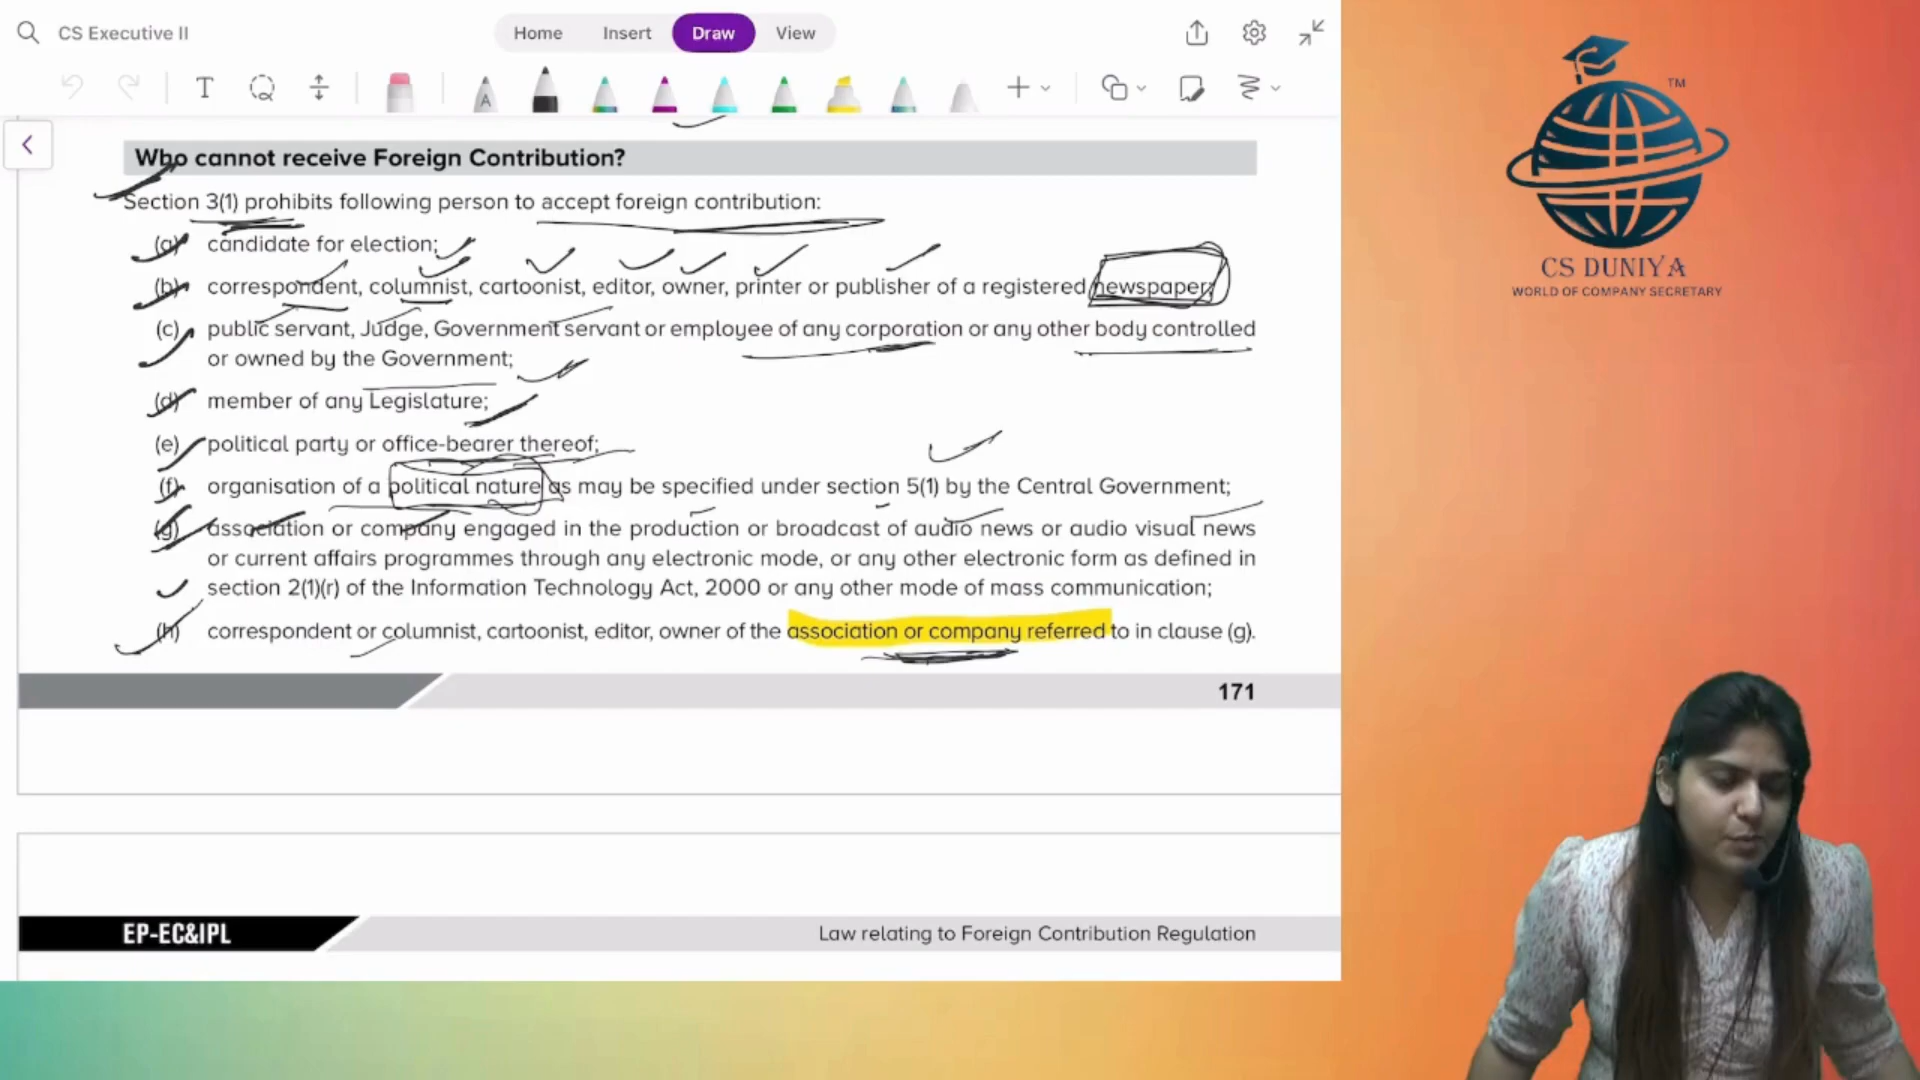 CS Executive II
Home Insert Draw View
Who cannot receive Foreign Contribution?
Section 3(1) prohibits following person to accept foreign contribution:
(a) candidate for election;
(b) correspondent, columnist, cartoonist, editor, owner, printer or publisher of a registered newspaper;
(c) public servant, Judge, Government servant or employee of any corporation or any other body controlled
or owned by the Government;
(d) member of any Legislature;
(e) political party or office-bearer thereof;
(f) organisation of a political nature as may be specified under section 5(1) by the Central Government;
(g) association or company engaged in the production or broadcast of audio news or audio visual news
or current affairs programmes through any electronic mode, or any other electronic form as defined in
section 2(1)(r) of the Information Technology Act, 2000 or any other mode of mass communication;
(h) correspondent or columnist, cartoonist, editor, owner of the association or company referred to in clause (g).
171
EP-EC&IPL
Law relating to Foreign Contribution Regulation
TM
CS DUNIYA
WORLD OF COMPANY SECRETARY